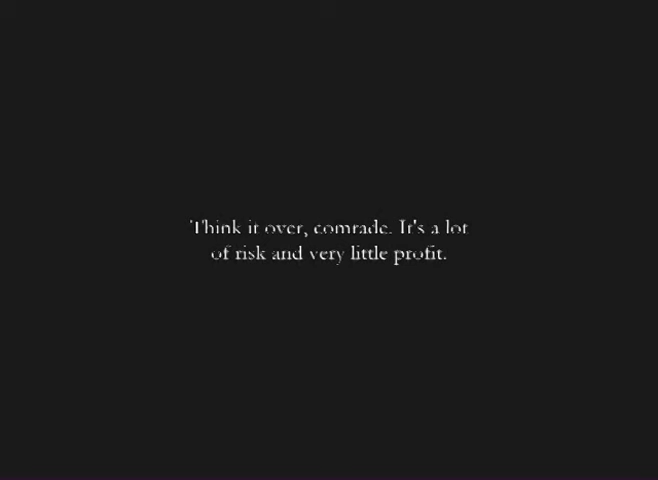 Think it over, comrade. It's a lot
of risk and very little profit.